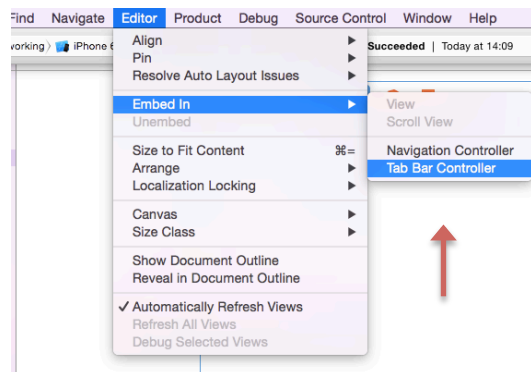 Find Navigate Editor Product Debug Source Control Window Help
working iPhone 6 Succeeded | Today at 14:09
Align
Pin
Resolve Auto Layout Issues
Embed In
View
Unembed
Scroll View
Size to Fit Content ⌘=
Navigation Controller
Arrange
Tab Bar Controller
Localization Locking
Canvas
Size Class
Show Document Outline
Reveal in Document Outline
✓ Automatically Refresh Views
Refresh All Views
Debug Selected Views